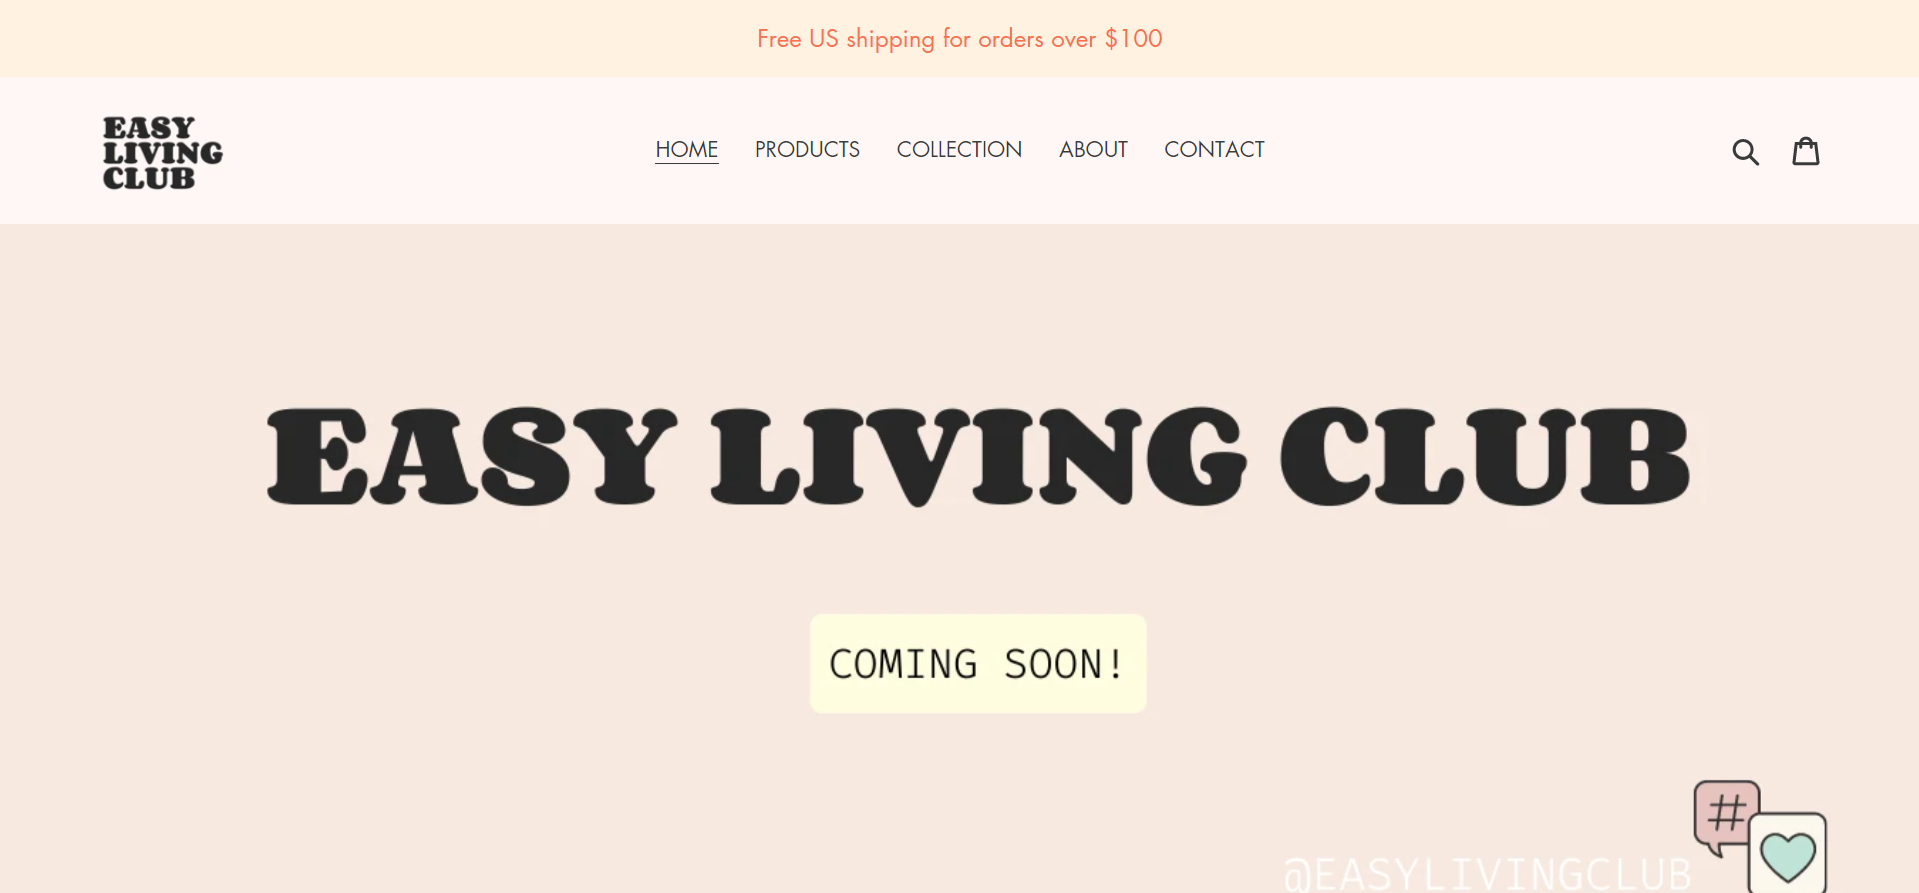 Free US shipping for orders over $100
EASY
LIVING
CLUB
HOME PRODUCTS COLLECTION ABOUT CONTACT
EASY LIVING CLUB
COMING SOON!
#
@EASYLIVINGCLUB